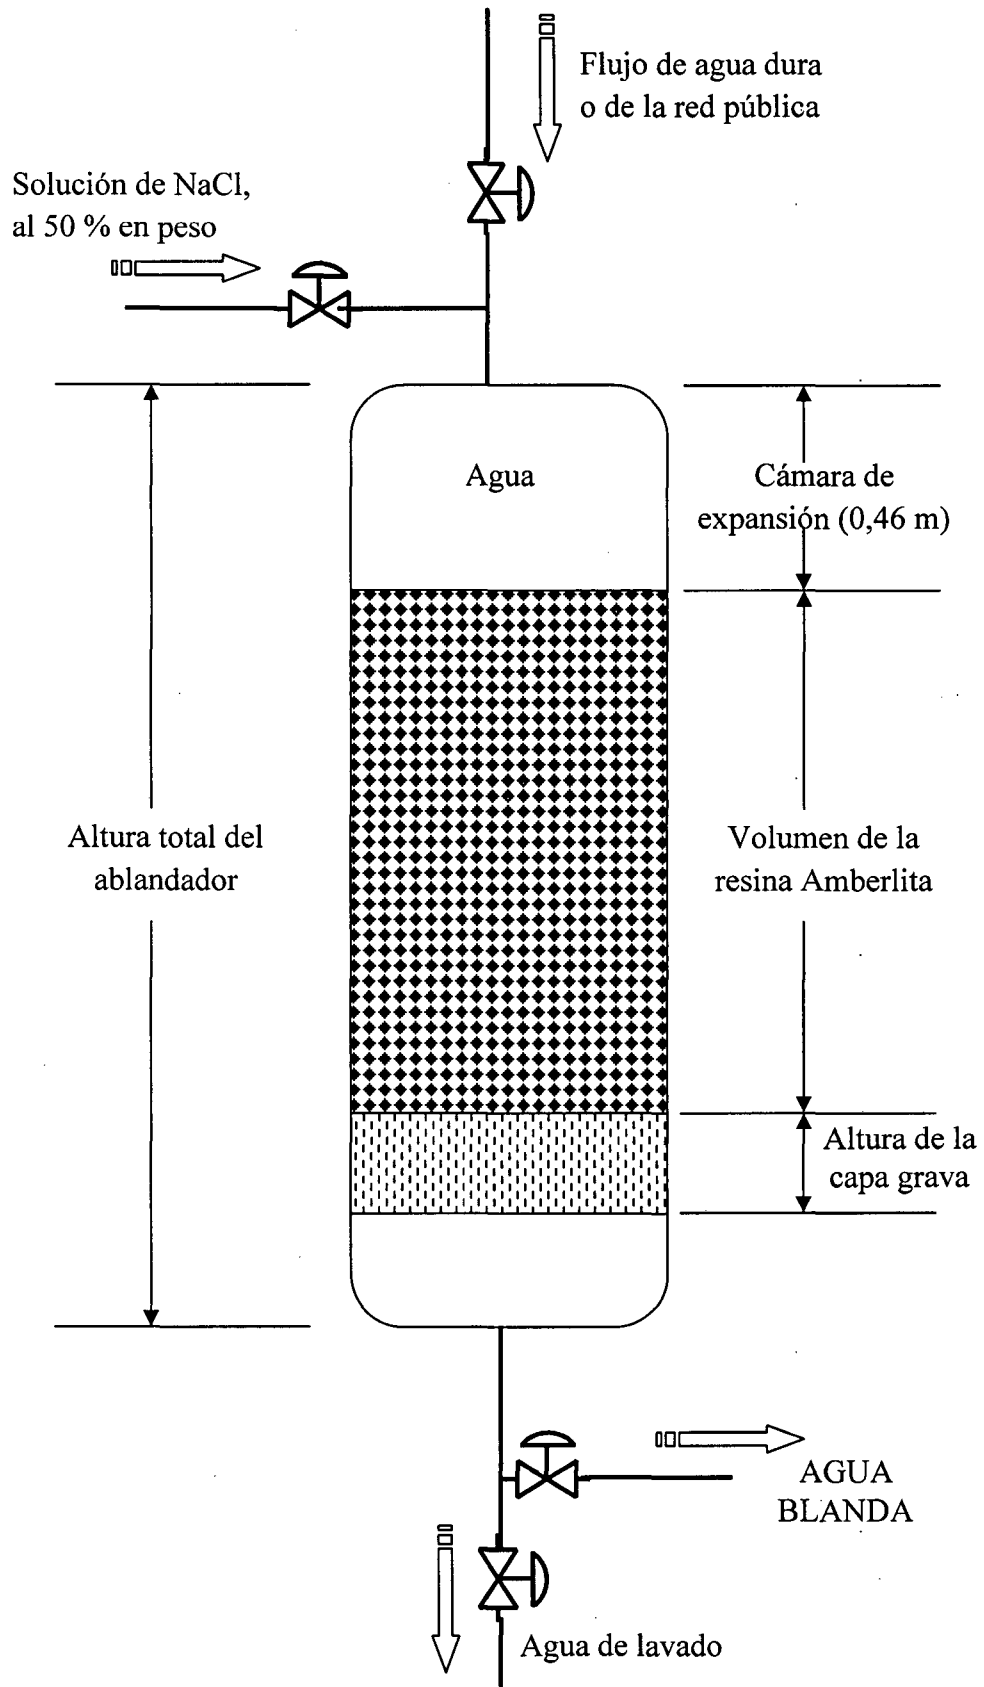 Flujo de agua dura
o de la red pública
Solución de NaCl,
al 50 % en peso
Agua
Cámara de
expansión (0,46 m)
Altura total del
ablandador
Volumen de la
resina Amberlita
Altura de la
capa grava
AGUA
BLANDA
Agua de lavado